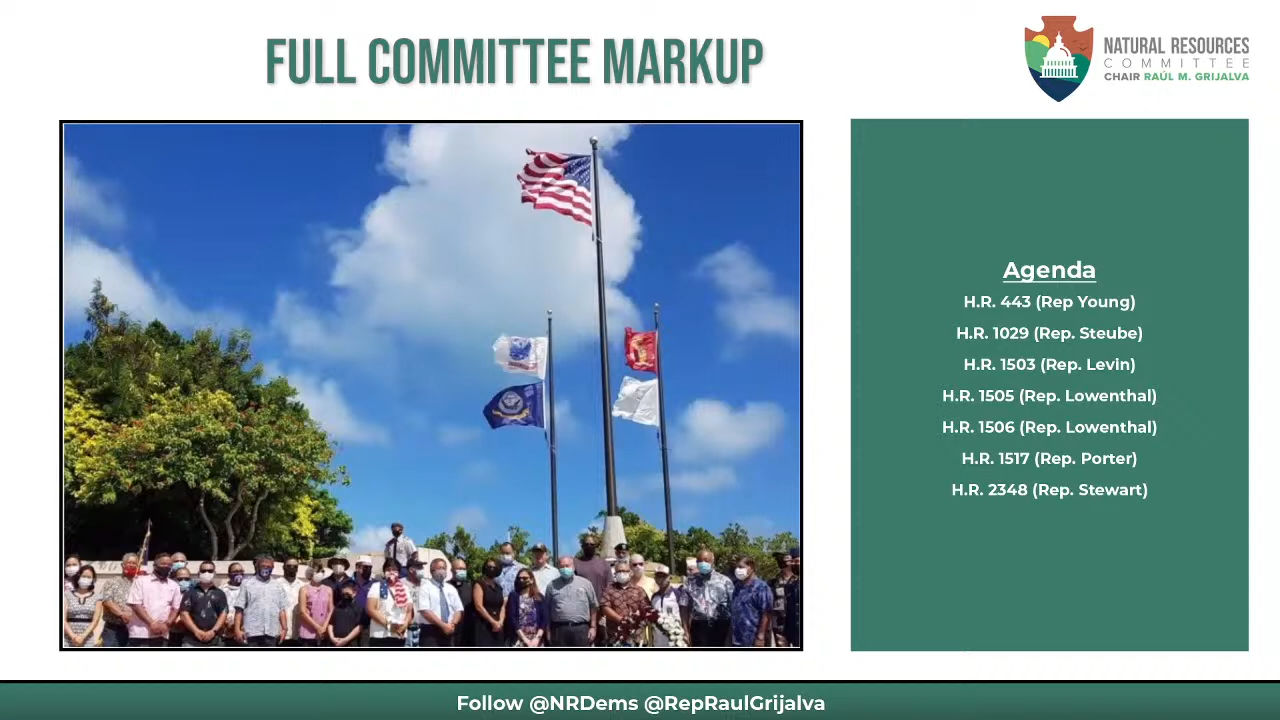 FULL COMMITTEE MARKUP
NATURAL RESOURCES
COMMITTEE
CHAIR RAÚL M. GRIJALVA
Agenda
H.R. 443 (Rep Young)
H.R. 1029 (Rep. Steube)
H.R. 1503 (Rep. Levin)
H.R. 1505 (Rep. Lowenthal)
H.R. 1506 (Rep. Lowenthal)
H.R. 1517 (Rep. Porter)
H.R. 2348 (Rep. Stewart)
Follow @NRDems @RepRaulGrijalva